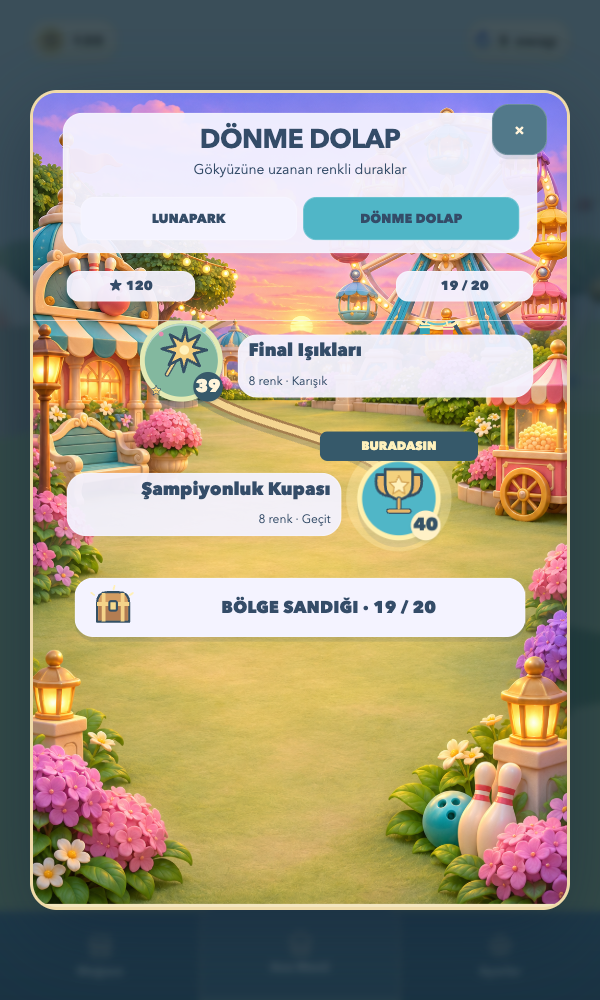 DÖNME DOLAP
×
Gökyüzüne uzanan renkli duraklar
LUNAPARK
DÖNME DOLAP
★ 120
19 / 20
Final Işıkları
8 renk · Karışık
39
BURADASIN
Şampiyonluk Kupası
8 renk · Geçit
40
BÖLGE SANDIĞI • 19 / 20